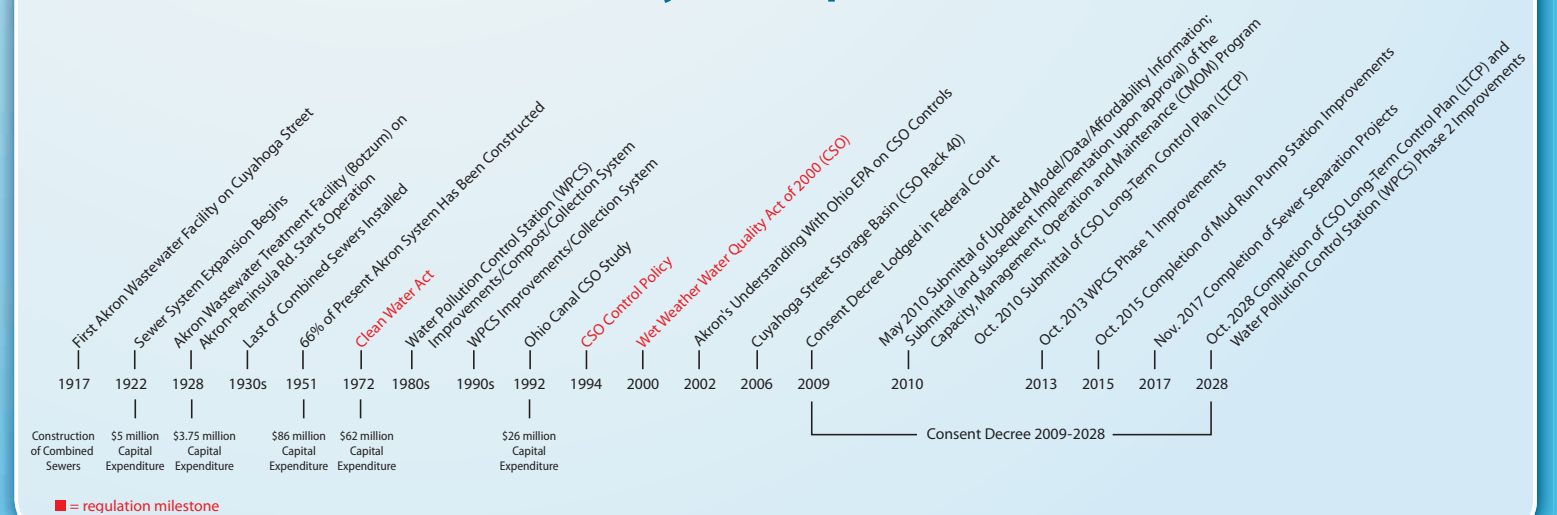 First Akron Wastewater Facility on Cuyahoga Street
Sewer System Expansion Begins
Akron Wastewater Treatment Facility (Botzum) on
Akron-Peninsula Rd. Starts Operation
Last of Combined Sewers Installed
66% of Present Akron System Has Been Constructed
Clean Water Act
Water Pollution Control Station (WPCS)
Improvements/Compost/Collection System
WPCS Improvements/Collection System
Ohio Canal CSO Study
CSO Control Policy
Wet Weather Water Quality Act of 2000 (CSO)
Akron's Understanding With Ohio EPA on CSO Controls
Cuyahoga Street Storage Basin (CSO Rack 40)
Consent Decree Lodged in Federal Court
May 2010 Submittal of Updated Model/Data/Affordability Information;
Submittal (and subsequent Implementation upon approval) of the
Capacity, Management, Operation and Maintenance (CMOM) Program
Oct. 2010 Submittal of CSO Long-Term Control Plan (LTCP)
Oct. 2013 WPCS Phase 1 Improvements
Oct. 2015 Completion of Mud Run Pump Station Improvements
Nov. 2017 Completion of Sewer Separation Projects
Oct. 2028 Completion of CSO Long-Term Control Plan (LTCP) and
Water Pollution Control Station (WPCS) Phase 2 Improvements
1917 1922 1928 1930s 1951 1972 1980s 1990s 1992 1994 2000 2002 2006 2009 2010 2013 2015 2017 2028
Construction
of Combined
Sewers
$5 million
Capital
Expenditure
$3.75 million
Capital
Expenditure
$86 million
Capital
Expenditure
$62 million
Capital
Expenditure
$26 million
Capital
Expenditure
Consent Decree 2009-2028
= regulation milestone